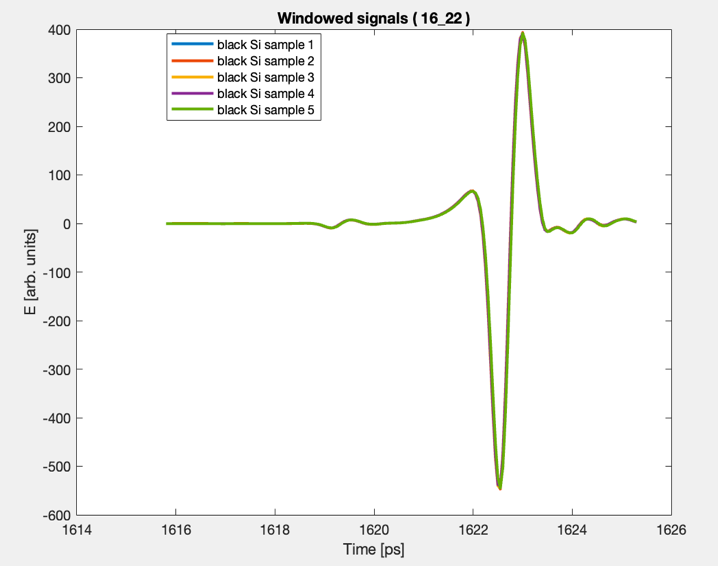 Windowed signals ( 16_22 )
black Si sample 1
black Si sample 2
black Si sample 3
black Si sample 4
black Si sample 5
400
300
200
100
0
-100
-200
-300
-400
-500
-600
E [arb. units]
1614 1616 1618 1620 1622 1624 1626
Time [ps]